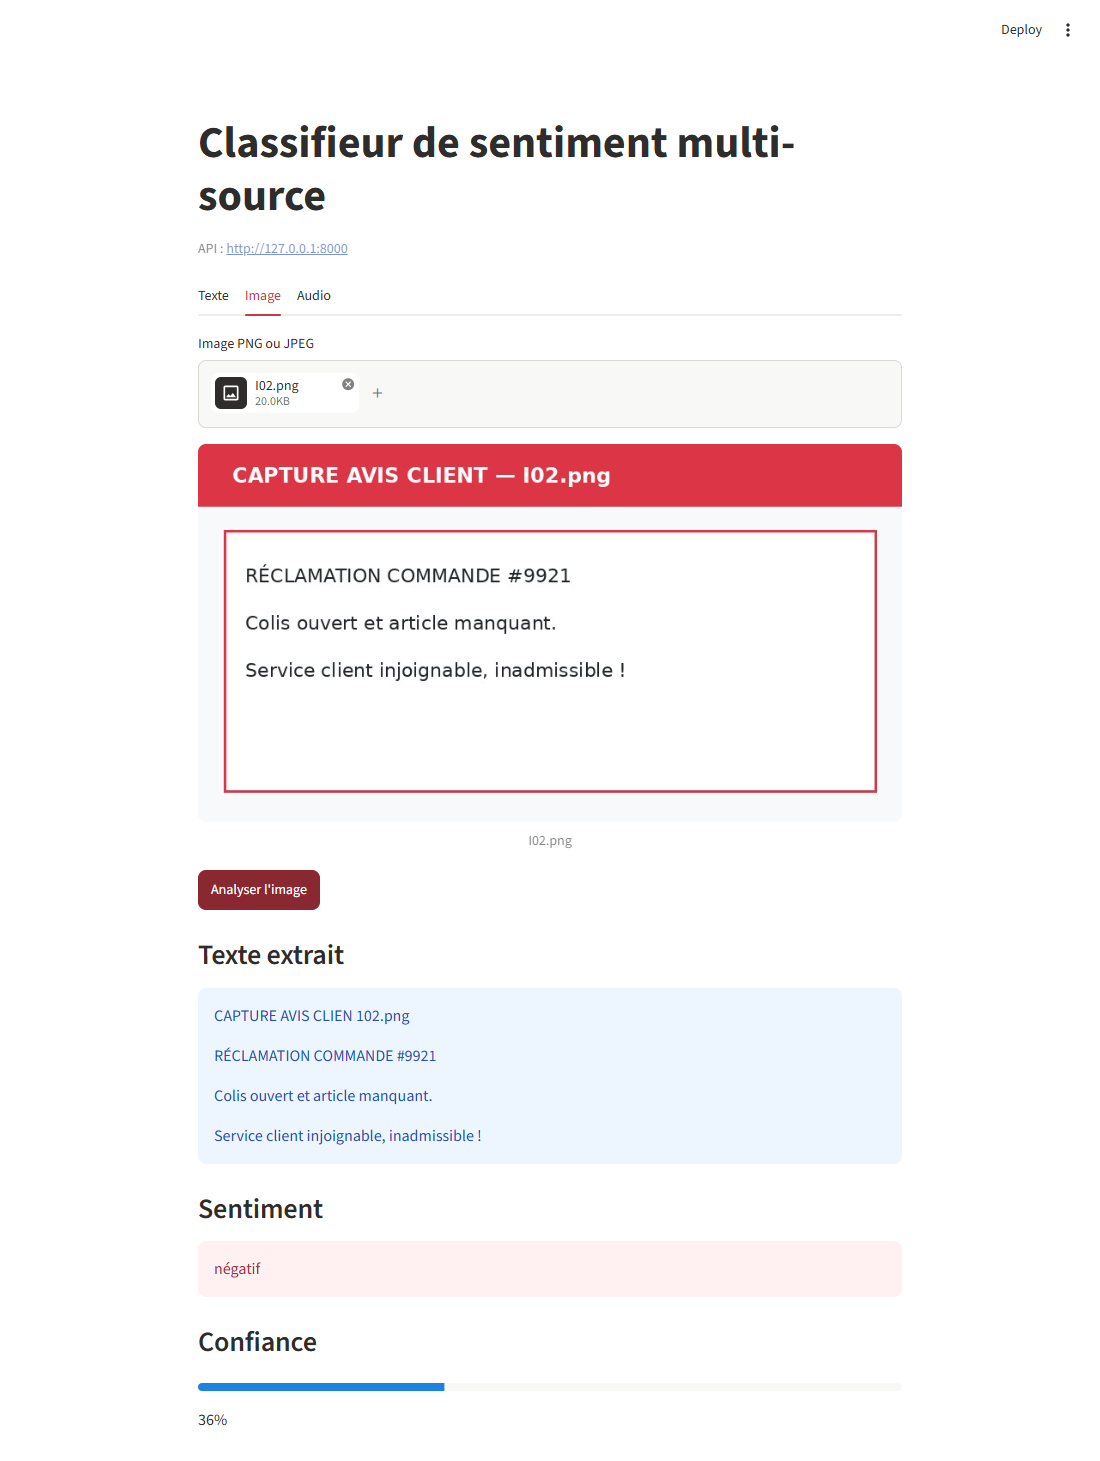 Deploy
Classifieur de sentiment multi-
source
API : http://127.0.0.1:8000
Texte Image Audio
Image PNG ou JPEG
I02.png
20.0KB
CAPTURE AVIS CLIENT — I02.png
RÉCLAMATION COMMANDE #9921
Colis ouvert et article manquant.
Service client injoignable, inadmissible !
I02.png
Analyser l'image
Texte extrait
CAPTURE AVIS CLIEN 102.png
RÉCLAMATION COMMANDE #9921
Colis ouvert et article manquant.
Service client injoignable, inadmissible !
Sentiment
négatif
Confiance
36%